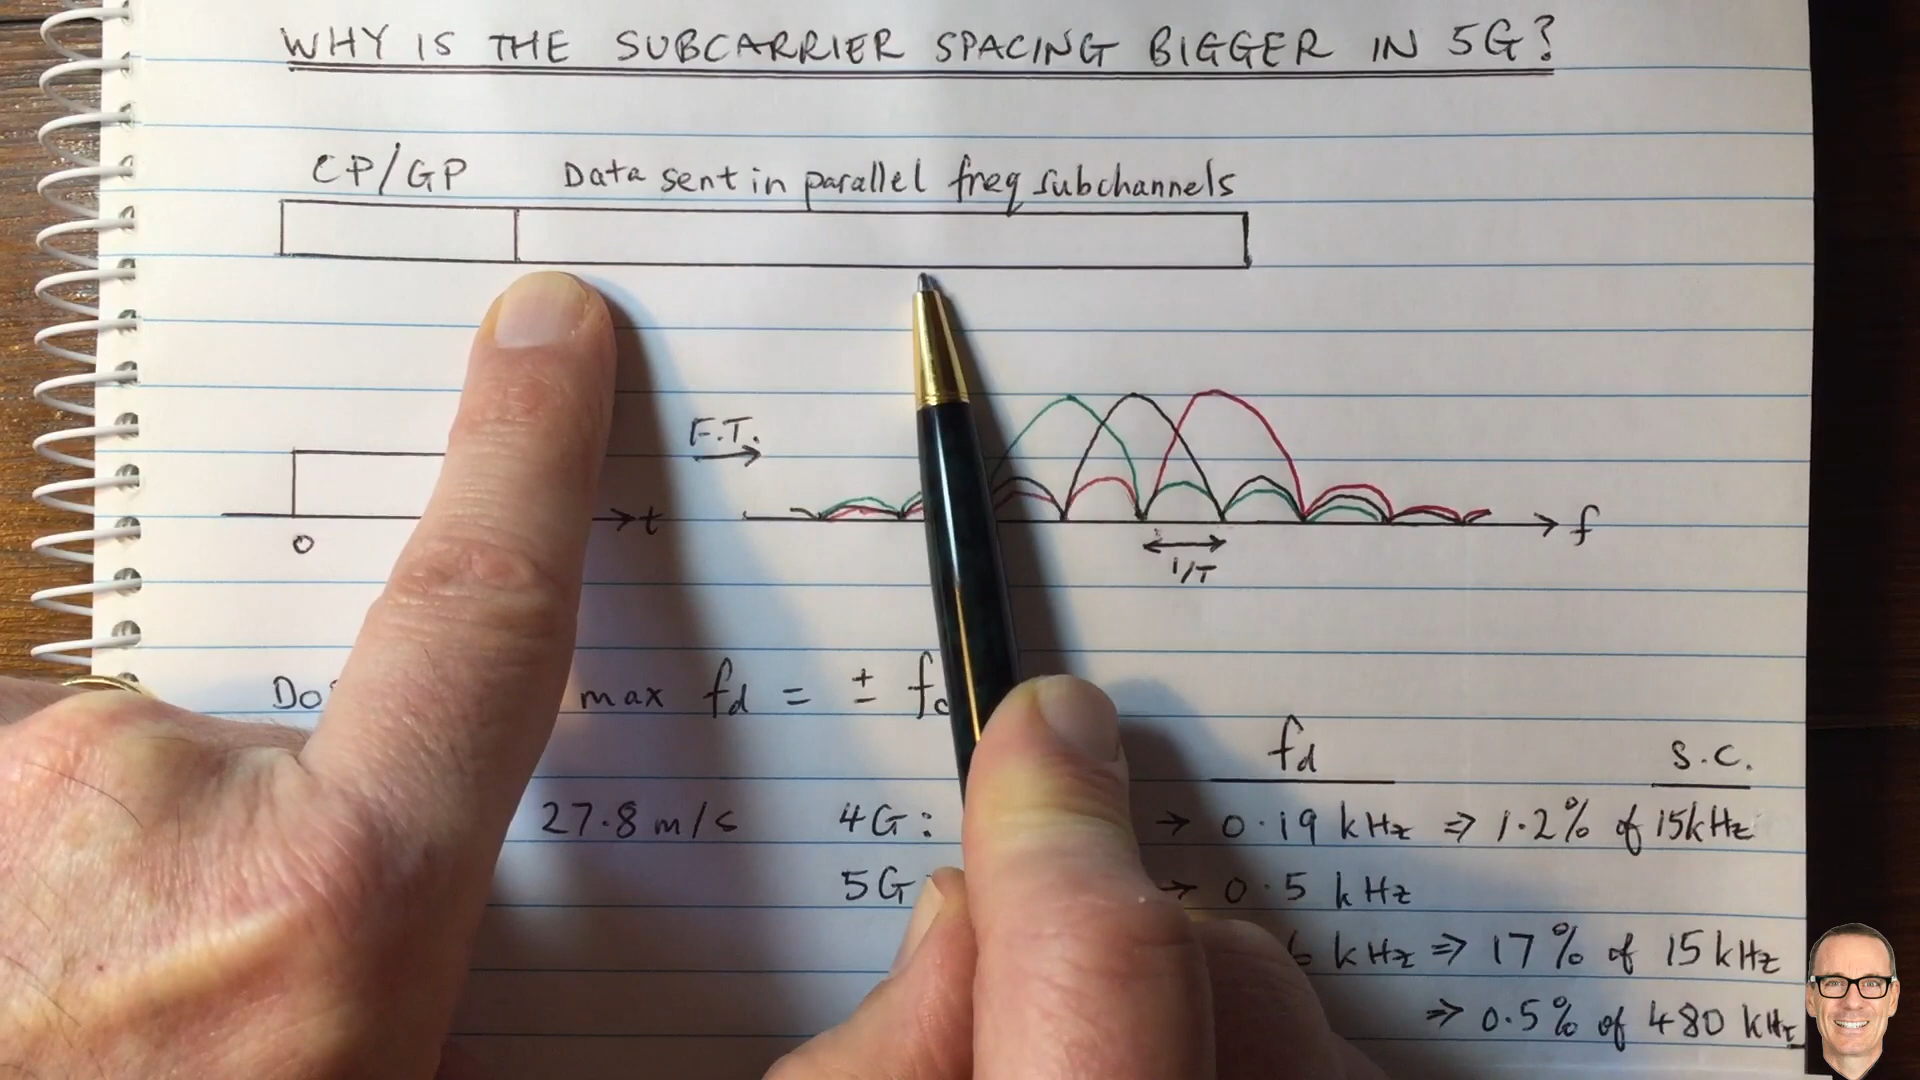 WHY IS THE SUBCARRIER SPACING BIGGER IN 5G?
CP/GP Data sent in parallel freq subchannels
F.T.
t
f
0
1/T
max fd = ± fc
fd s.c.
27.8 m/s 4G: → 0.19 kHz ⇒ 1.2% of 15kHz
5G → 0.5 kHz
6 kHz ⇒ 17% of 15 kHz
⇒ 0.5% of 480 kHz